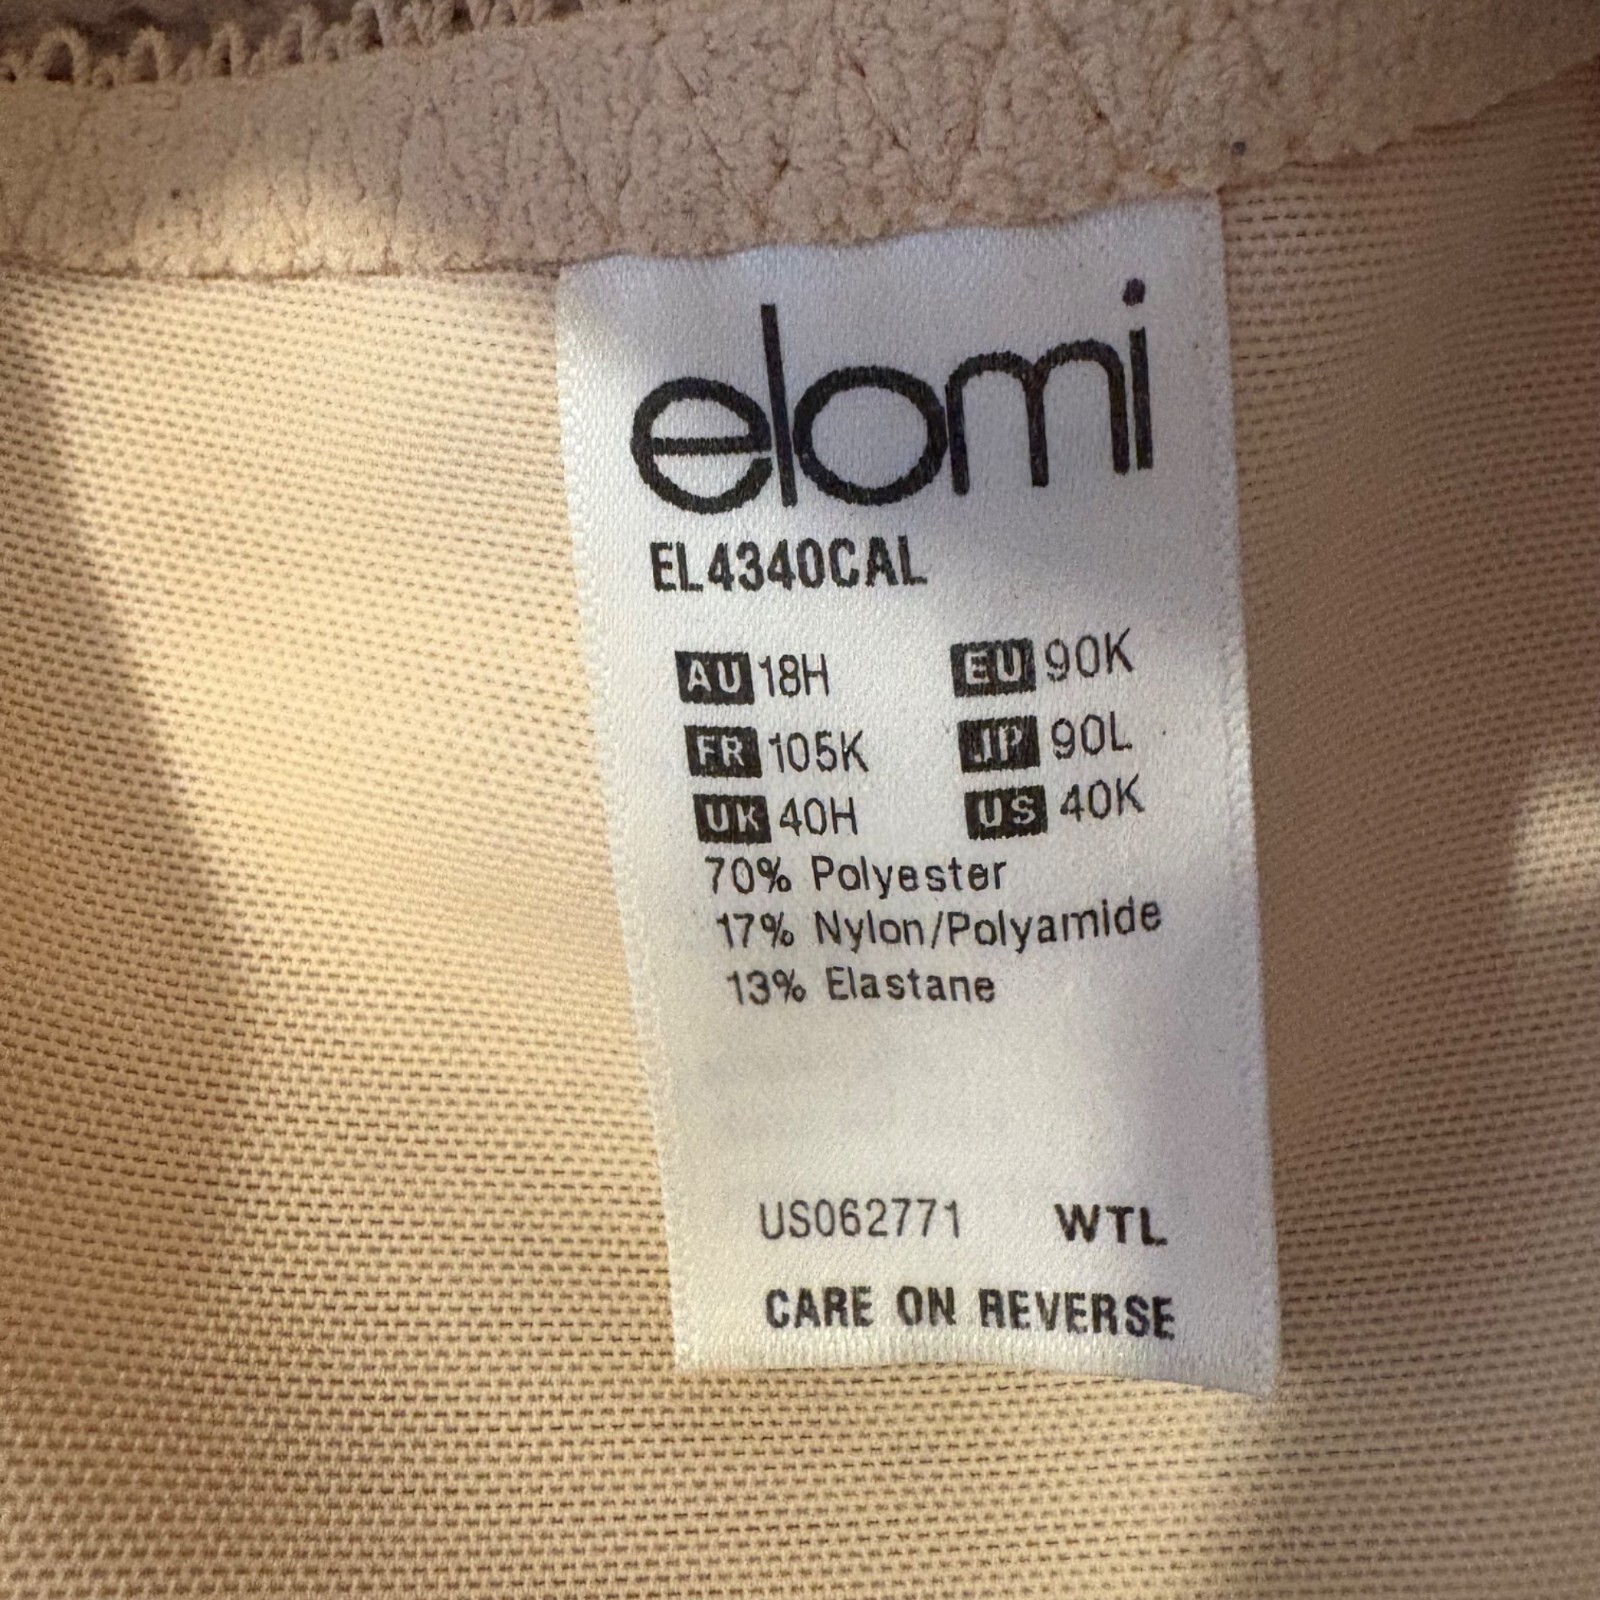 elomi
EL4340CAL
AU 18H EU 90K
FR 105K JP 90L
UK 40H US 40K
70% Polyester
17% Nylon/Polyamide
13% Elastane
US062771 WTL
CARE ON REVERSE